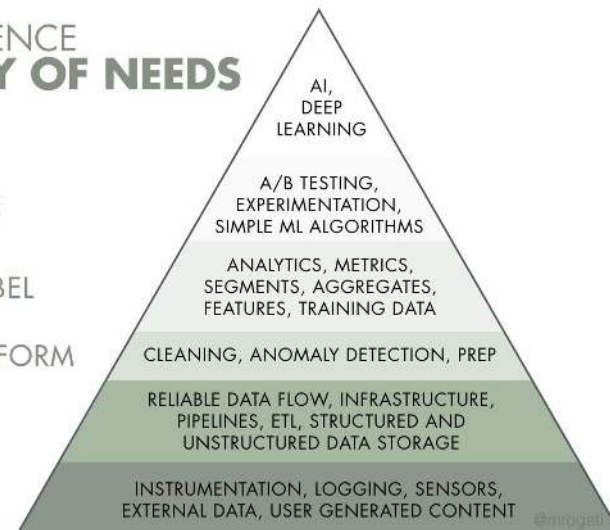 ENCE
Y OF NEEDS
AI,
DEEP
LEARNING
A/B TESTING,
EXPERIMENTATION,
SIMPLE ML ALGORITHMS
ANALYTICS, METRICS,
BEL
SEGMENTS, AGGREGATES,
FEATURES, TRAINING DATA
FORM
CLEANING, ANOMALY DETECTION, PREP
RELIABLE DATA FLOW, INFRASTRUCTURE,
PIPELINES, ETL, STRUCTURED AND
UNSTRUCTURED DATA STORAGE
INSTRUMENTATION, LOGGING, SENSORS,
EXTERNAL DATA, USER GENERATED CONTENT
@mrogati